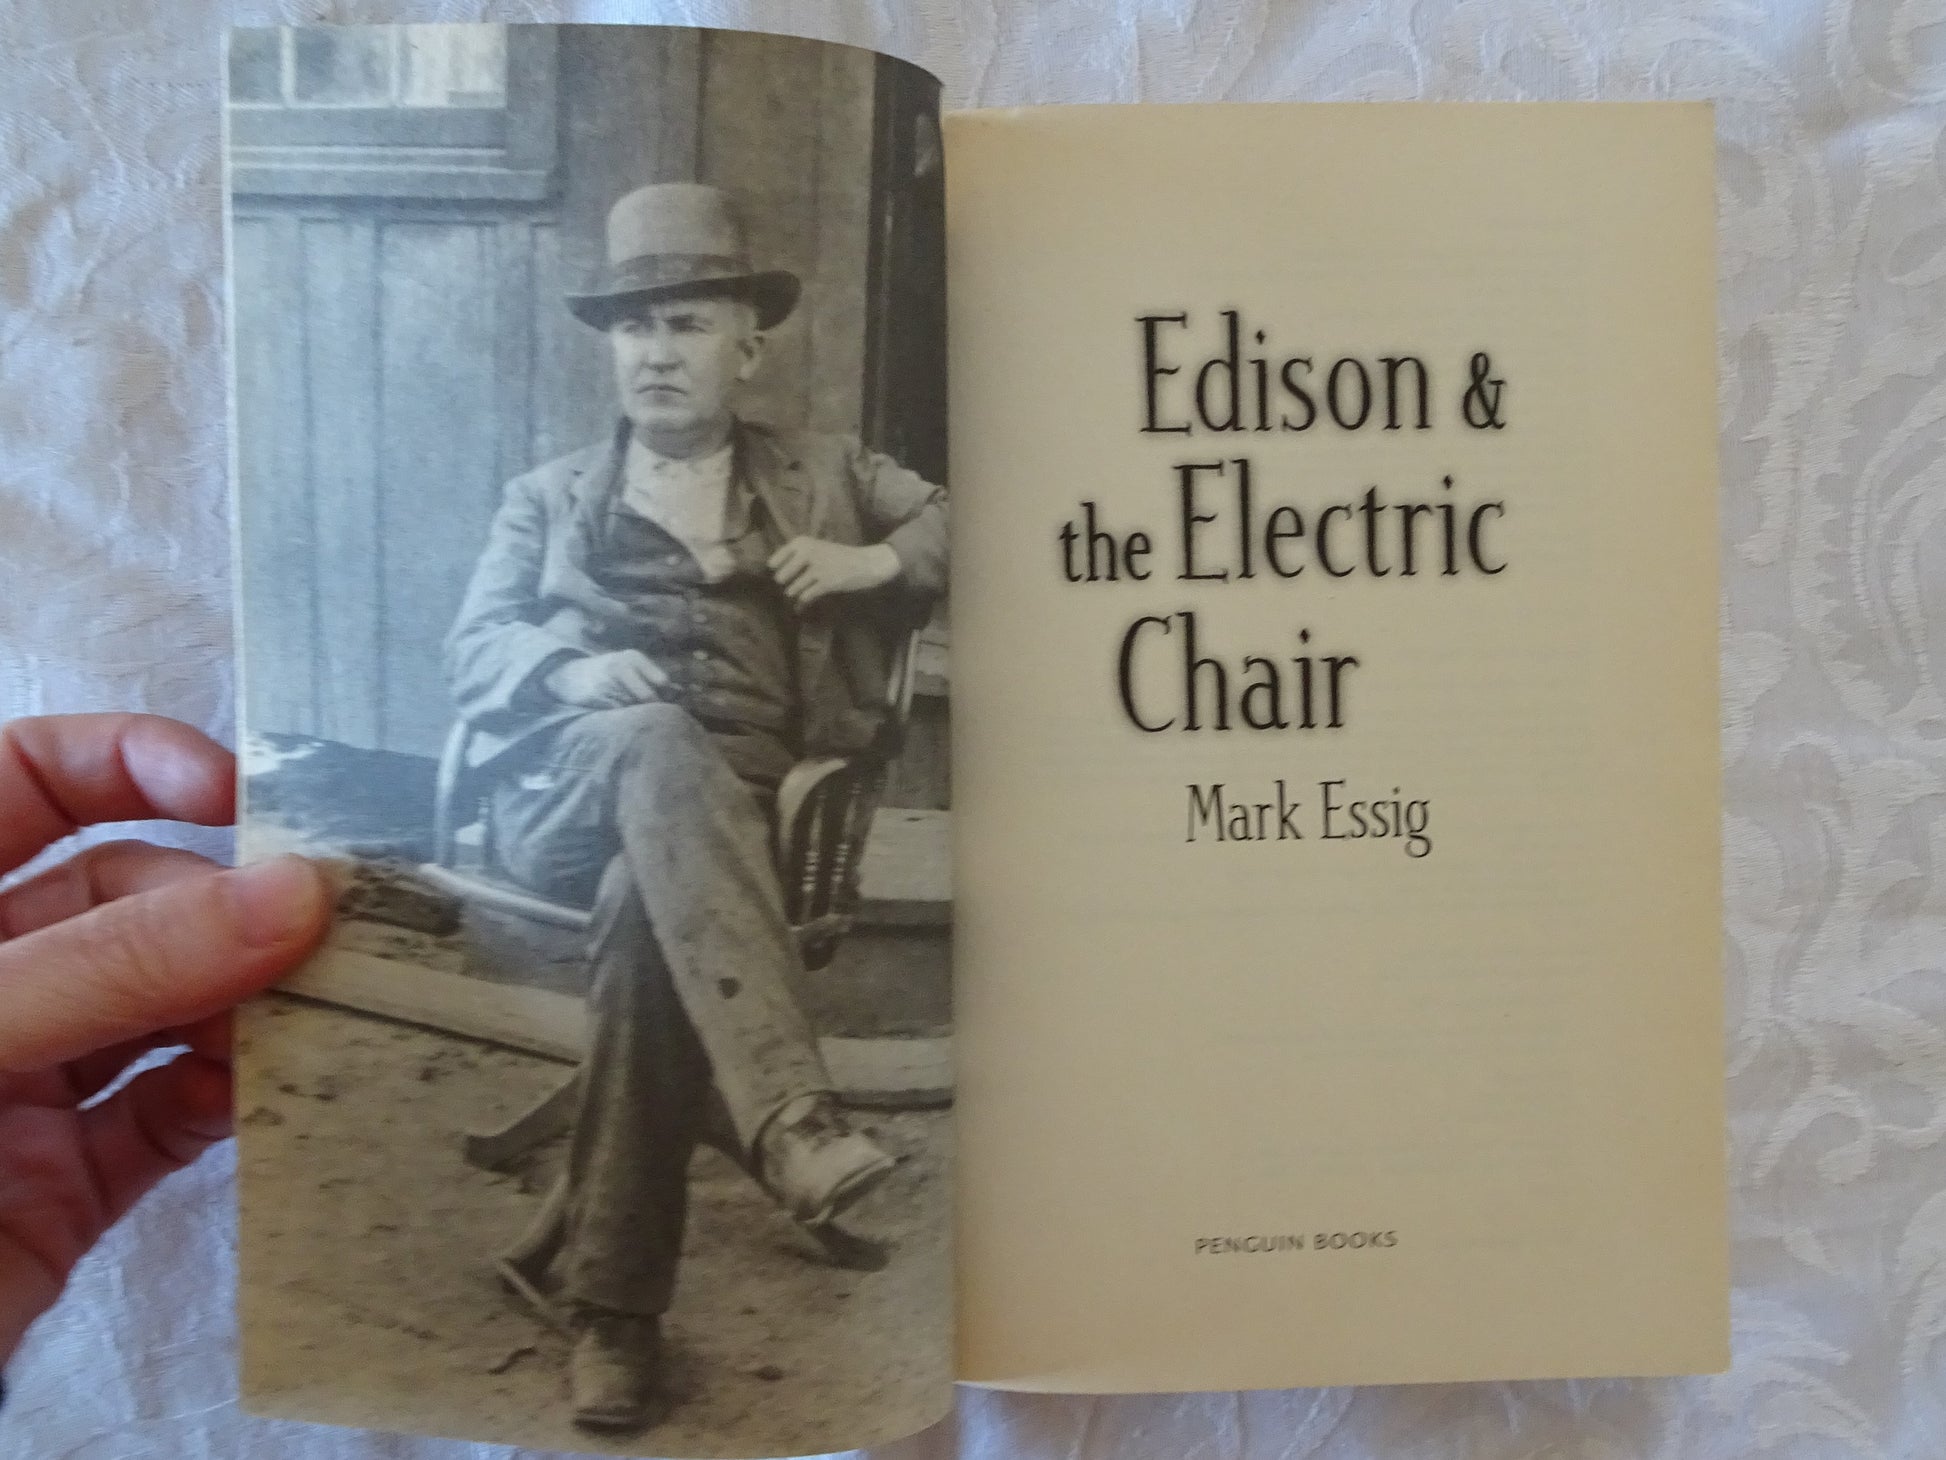 Edison &
the Electric
Chair
Mark Essig
PENGUIN BOOKS